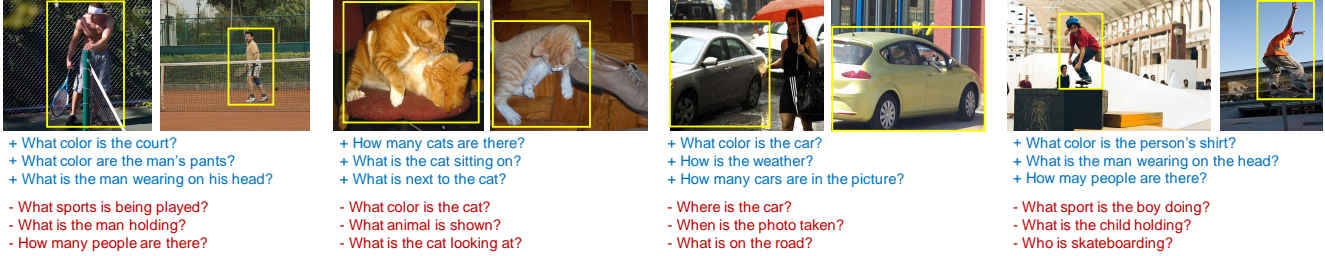 + What color is the court?
+ What color are the man's pants?
+ What is the man wearing on his head?
- What sports is being played?
- What is the man holding?
- How many people are there?
+ How many cats are there?
+ What is the cat sitting on?
+ What is next to the cat?
- What color is the cat?
- What animal is shown?
- What is the cat looking at?
+ What color is the car?
+ How is the weather?
+ How many cars are in the picture?
- Where is the car?
- When is the photo taken?
- What is on the road?
+ What color is the person's shirt?
+ What is the man wearing on the head?
+ How may people are there?
- What sport is the boy doing?
- What is the child holding?
- Who is skateboarding?